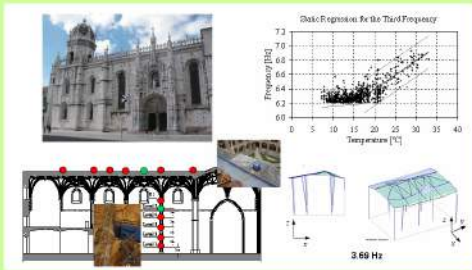 Static Regression for the Third Frequency
Frequency [Hz]
7.2
7.0
6.8
6.6
6.4
6.2
6.0
0 5 10 15 20 25 30 35 40
Temperature [°C]
3.69 Hz